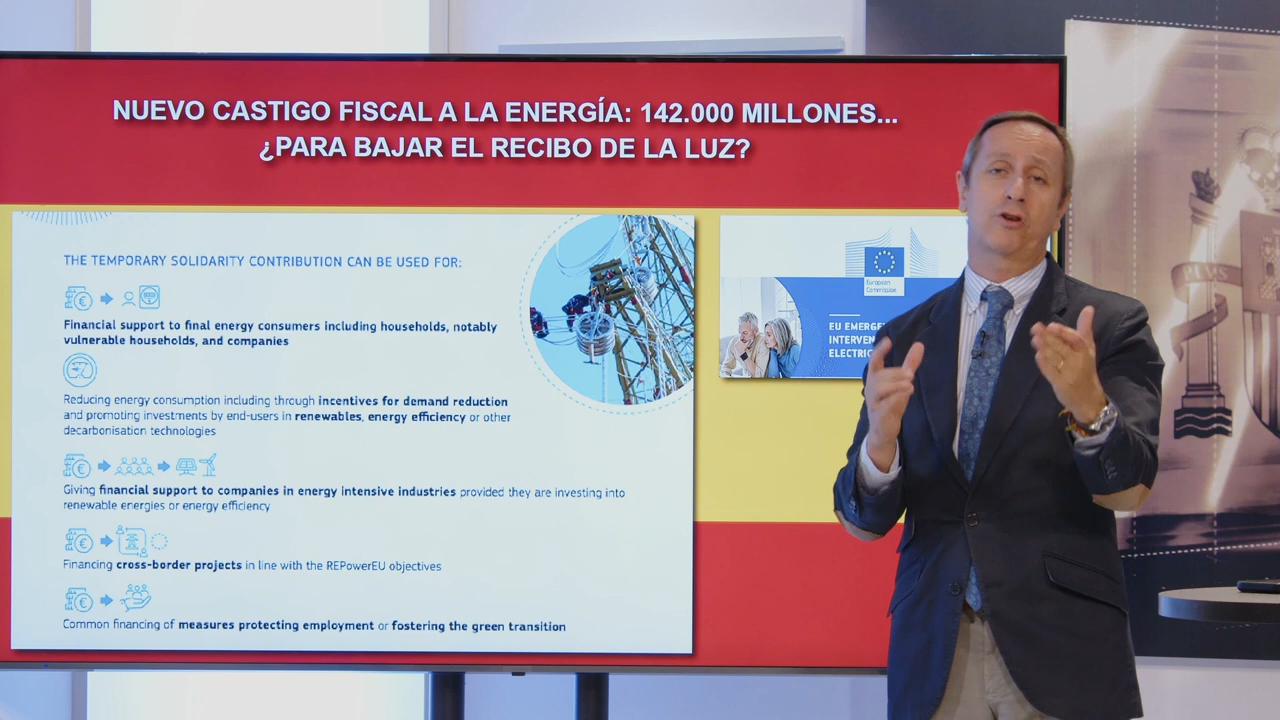 NUEVO CASTIGO FISCAL A LA ENERGÍA: 142.000 MILLONES...
¿PARA BAJAR EL RECIBO DE LA LUZ?
THE TEMPORARY SOLIDARITY CONTRIBUTION CAN BE USED FOR:
Financial support to final energy consumers including households, notably
vulnerable households, and companies
Reducing energy consumption including through incentives for demand reduction
and promoting investments by end-users in renewables, energy efficiency or other
decarbonisation technologies
Giving financial support to companies in energy intensive industries provided they are investing into
renewable energies or energy efficiency
Financing cross-border projects in line with the REPowerEU objectives
Common financing of measures protecting employment or fostering the green transition
European
Commission
EU
PLVS